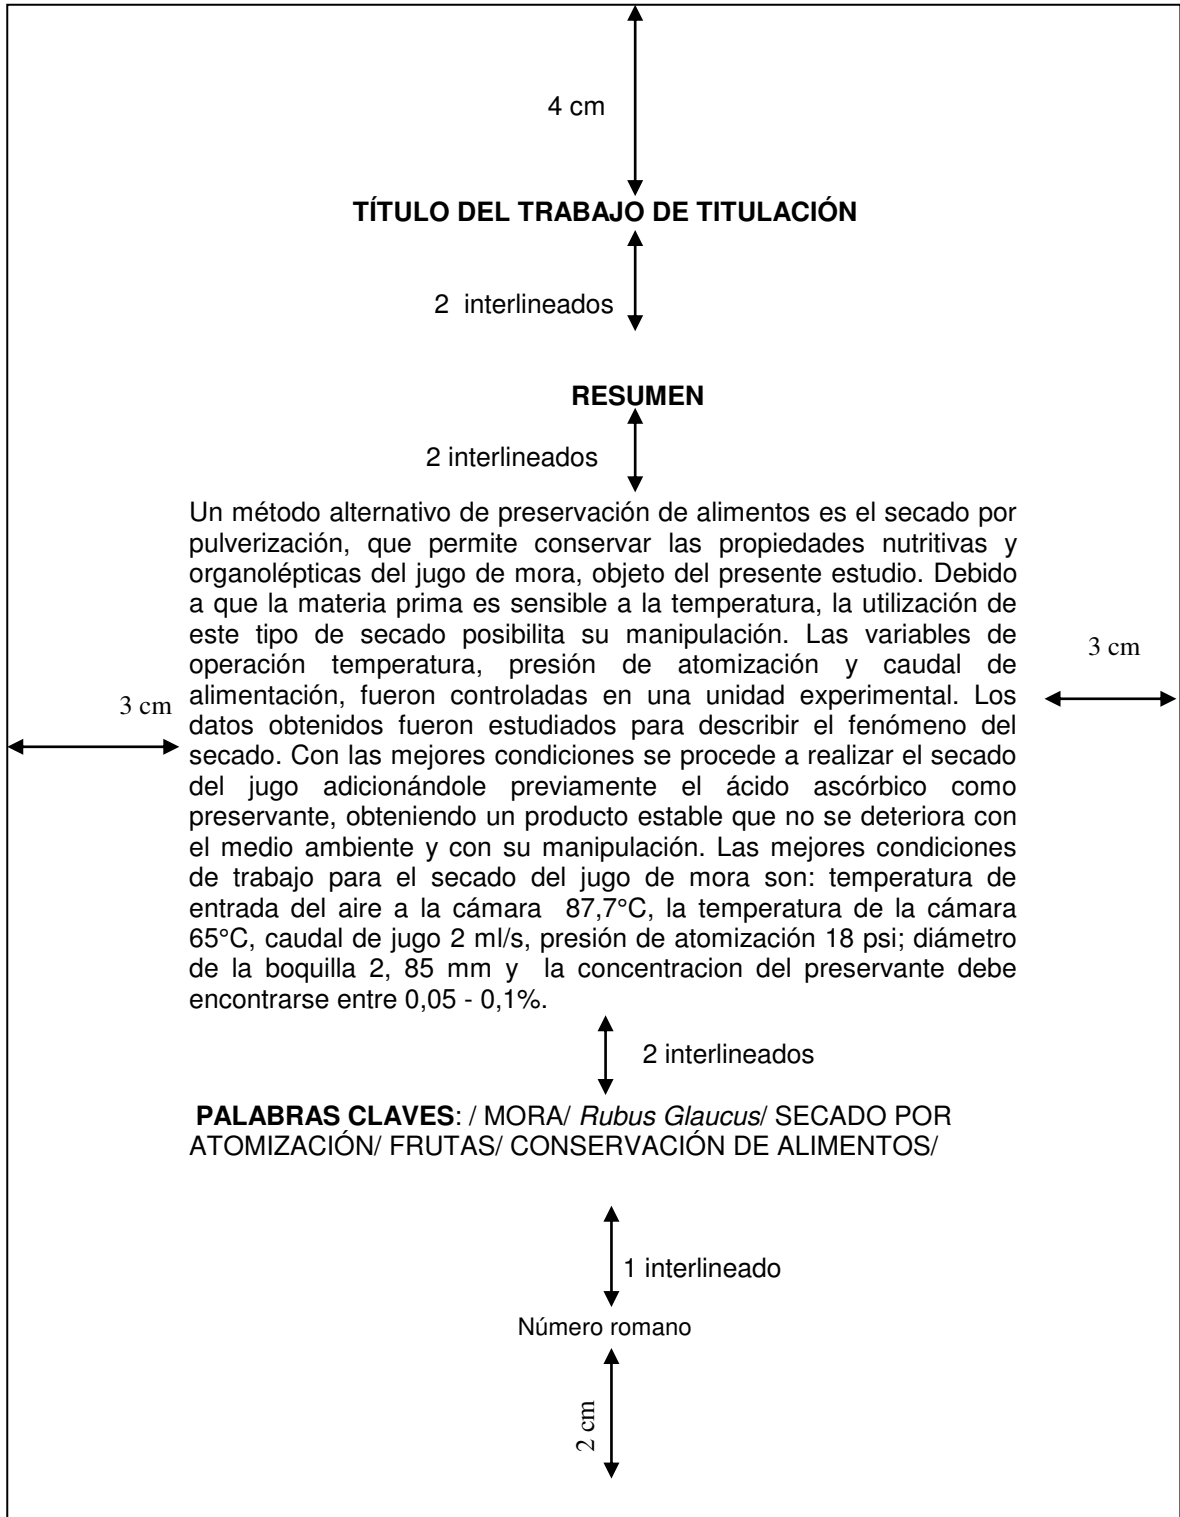 4 cm
TÍTULO DEL TRABAJO DE TITULACIÓN
2 interlineados
RESUMEN
2 interlineados
Un método alternativo de preservación de alimentos es el secado por
pulverización, que permite conservar las propiedades nutritivas y
organolépticas del jugo de mora, objeto del presente estudio. Debido
a que la materia prima es sensible a la temperatura, la utilización de
este tipo de secado posibilita su manipulación. Las variables de
operación temperatura, presión de atomización y caudal de
alimentación, fueron controladas en una unidad experimental. Los
datos obtenidos fueron estudiados para describir el fenómeno del
secado. Con las mejores condiciones se procede a realizar el secado
del jugo adicionándole previamente el ácido ascórbico como
preservante, obteniendo un producto estable que no se deteriora con
el medio ambiente y con su manipulación. Las mejores condiciones
de trabajo para el secado del jugo de mora son: temperatura de
entrada del aire a la cámara 87,7°C, la temperatura de la cámara
65°C, caudal de jugo 2 ml/s, presión de atomización 18 psi; diámetro
de la boquilla 2, 85 mm y la concentracion del preservante debe
encontrarse entre 0,05 - 0,1%.
3 cm
3 cm
2 interlineados
PALABRAS CLAVES: / MORA/ Rubus Glaucus/ SECADO POR
ATOMIZACIÓN/ FRUTAS/ CONSERVACIÓN DE ALIMENTOS/
1 interlineado
Número romano
2 cm